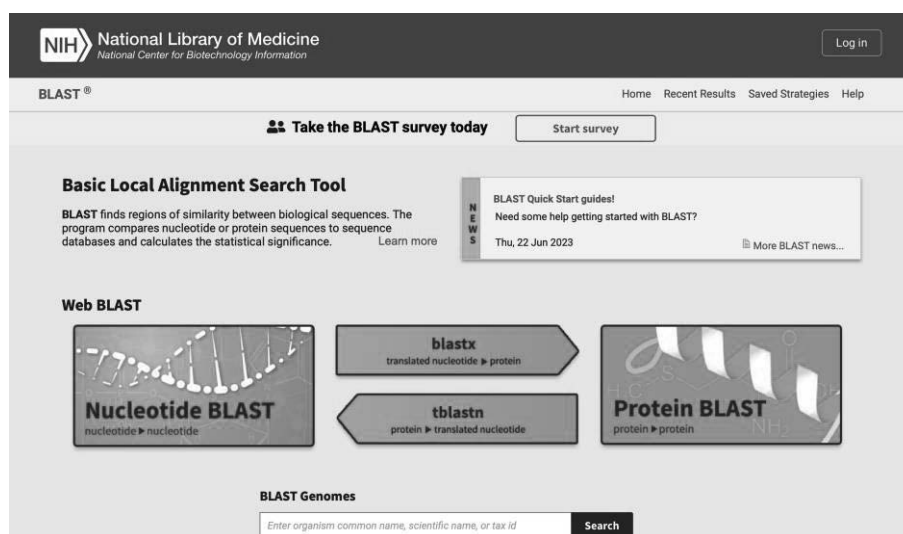 NIH National Library of Medicine
National Center for Biotechnology Information
Log in
BLAST ®
Home Recent Results Saved Strategies Help
Take the BLAST survey today
Start survey
Basic Local Alignment Search Tool
BLAST finds regions of similarity between biological sequences. The
program compares nucleotide or protein sequences to sequence
databases and calculates the statistical significance. Learn more
NEWS
BLAST Quick Start guides!
Need some help getting started with BLAST?
Thu, 22 Jun 2023
More BLAST news...
Web BLAST
Nucleotide BLAST
nucleotide ▶ nucleotide
blastx
translated nucleotide ▶ protein
tblastn
protein ▶ translated nucleotide
Protein BLAST
protein ▶ protein
BLAST Genomes
Enter organism common name, scientific name, or tax id
Search